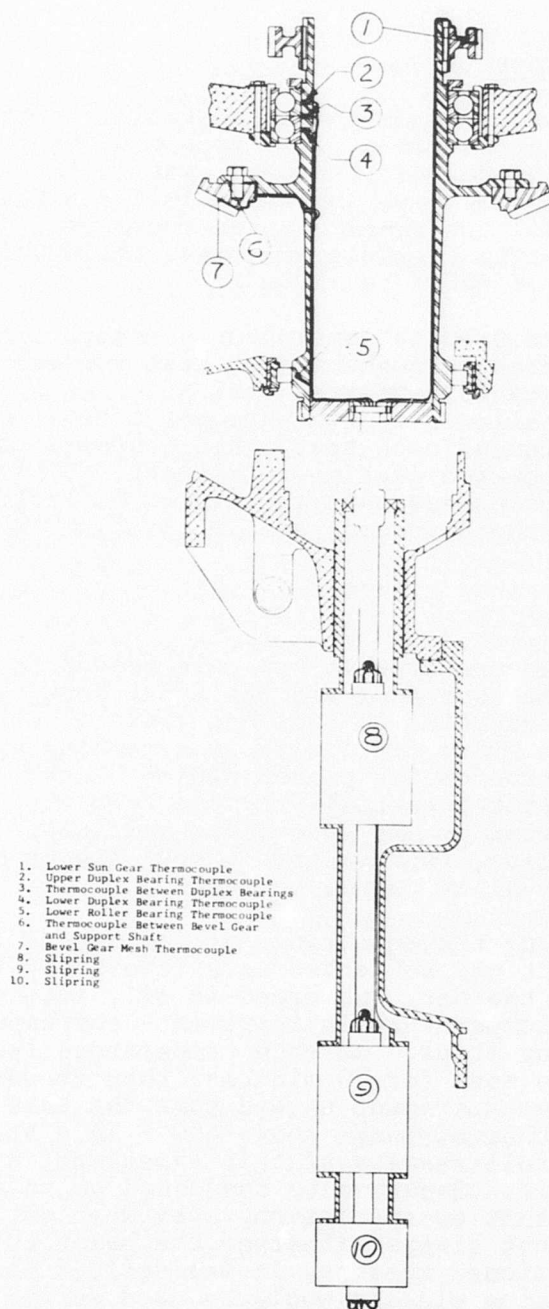 1
2
3
4
7
6
5
8
1. Lower Sun Gear Thermocouple
2. Upper Duplex Bearing Thermocouple
3. Thermocouple Between Duplex Bearings
4. Lower Duplex Bearing Thermocouple
5. Lower Roller Bearing Thermocouple
6. Thermocouple Between Bevel Gear
and Support Shaft
7. Bevel Gear Mesh Thermocouple
8. Slipring
9. Slipring
10. Slipring
9
10